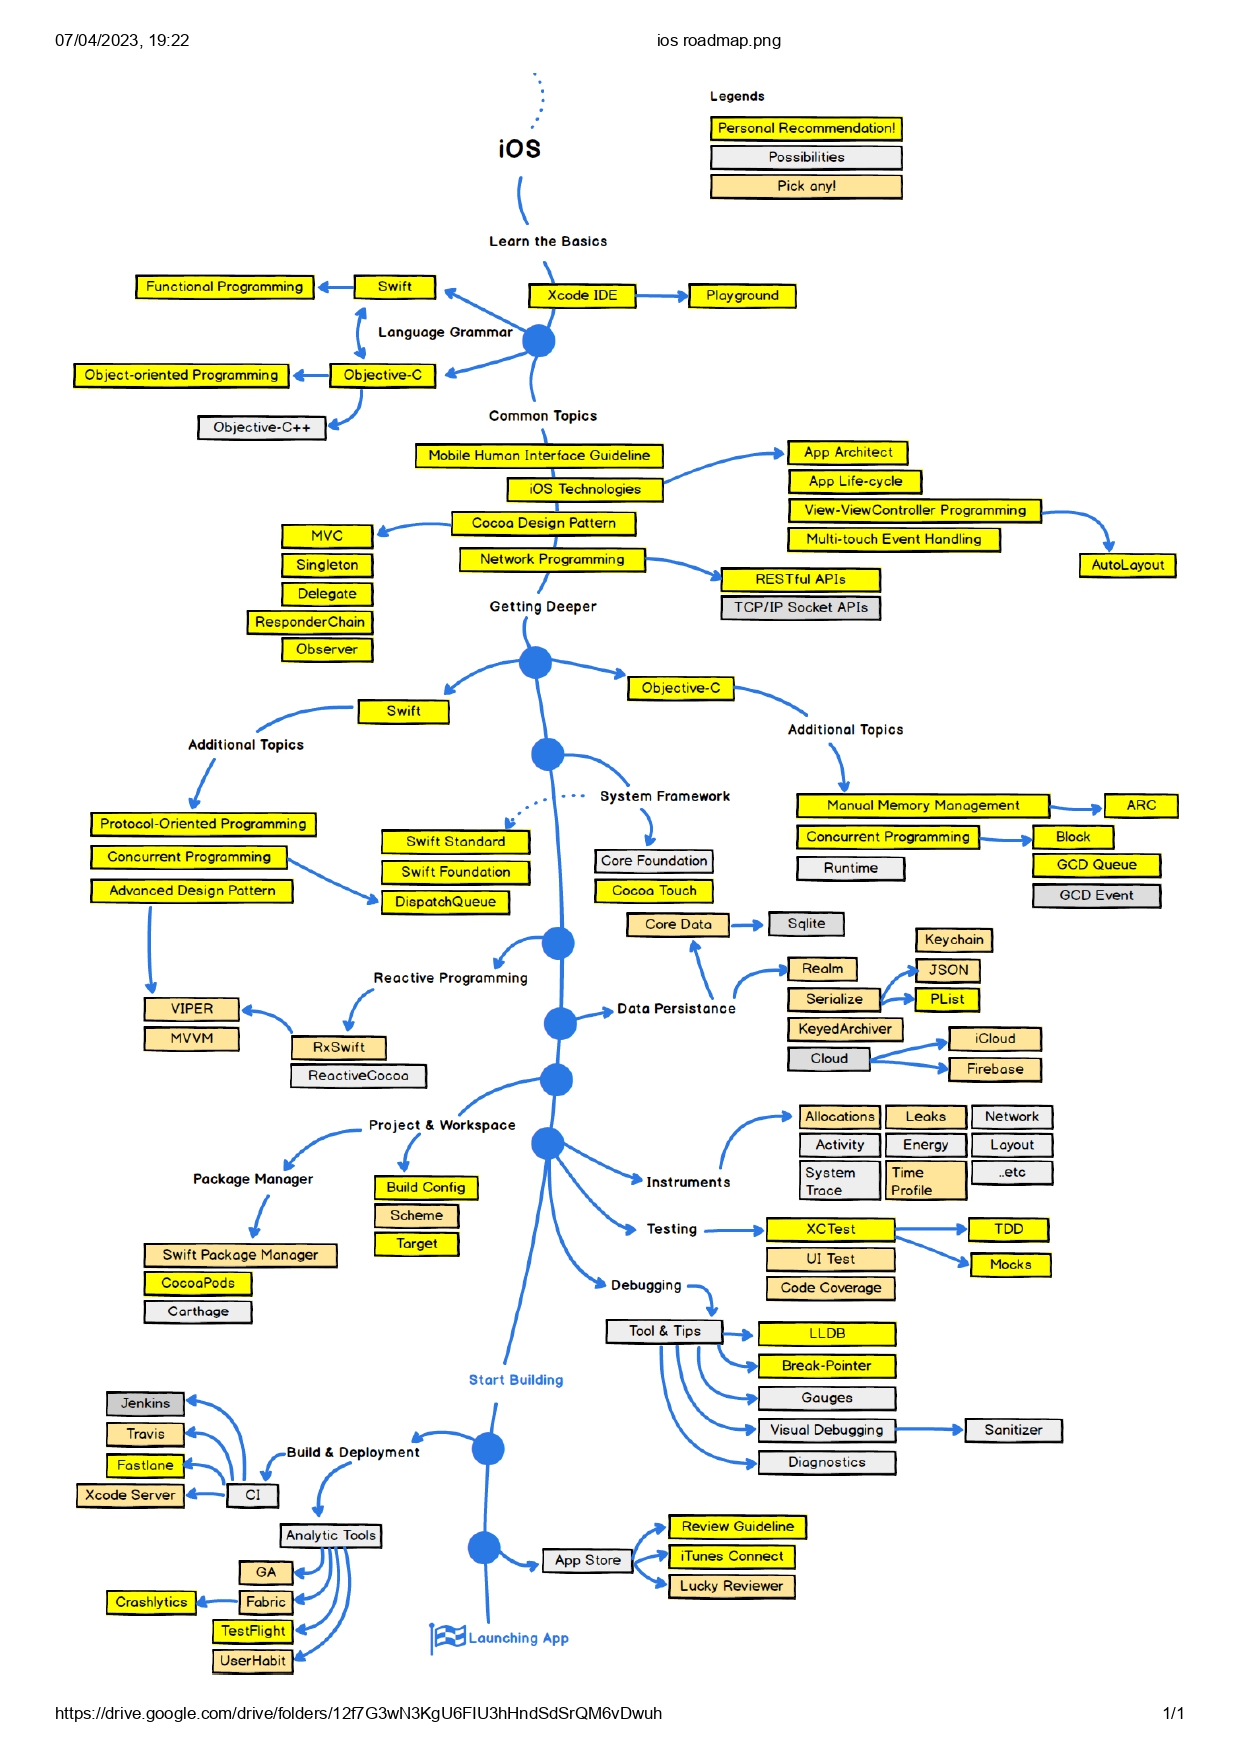 07/04/2023, 19:22
ios roadmap.png
Legends
Personal Recommendation!
Possibilities
Pick any!
iOS
Learn the Basics
Functional Programming
Swift
Xcode IDE
Playground
Language Grammar
Object-oriented Programming
Objective-C
Objective-C++
Common Topics
Mobile Human Interface Guideline
iOS Technologies
Cocoa Design Pattern
Network Programming
App Architect
App Life-cycle
View-ViewController Programming
Multi-touch Event Handling
AutoLayout
MVC
Singleton
Delegate
ResponderChain
Observer
RESTful APIs
TCP/IP Socket APIs
Getting Deeper
Swift
Objective-C
Additional Topics
Additional Topics
Protocol-Oriented Programming
Concurrent Programming
Advanced Design Pattern
System Framework
Swift Standard
Swift Foundation
DispatchQueue
Core Foundation
Cocoa Touch
Manual Memory Management
ARC
Concurrent Programming
Block
Runtime
GCD Queue
GCD Event
Core Data
Sqlite
Reactive Programming
VIPER
MVVM
RxSwift
ReactiveCocoa
Data Persistance
Realm
Serialize
KeyedArchiver
Cloud
Keychain
JSON
PList
iCloud
Firebase
Project & Workspace
Package Manager
Build Config
Scheme
Target
Swift Package Manager
CocoaPods
Carthage
Instruments
Allocations
Leaks
Network
Activity
Energy
Layout
System
Trace
Time
Profile
..etc
Testing
XCTest
UI Test
Code Coverage
TDD
Mocks
Debugging
Tool & Tips
LLDB
Break-Pointer
Gauges
Visual Debugging
Sanitizer
Diagnostics
Start Building
Build & Deployment
Jenkins
Travis
Fastlane
Xcode Server
CI
Analytic Tools
GA
Fabric
Crashlytics
TestFlight
UserHabit
App Store
Review Guideline
iTunes Connect
Lucky Reviewer
Launching App
https://drive.google.com/drive/folders/12f7G3wN3KgU6FIU3hHndSdSrQM6vDwuh
1/1